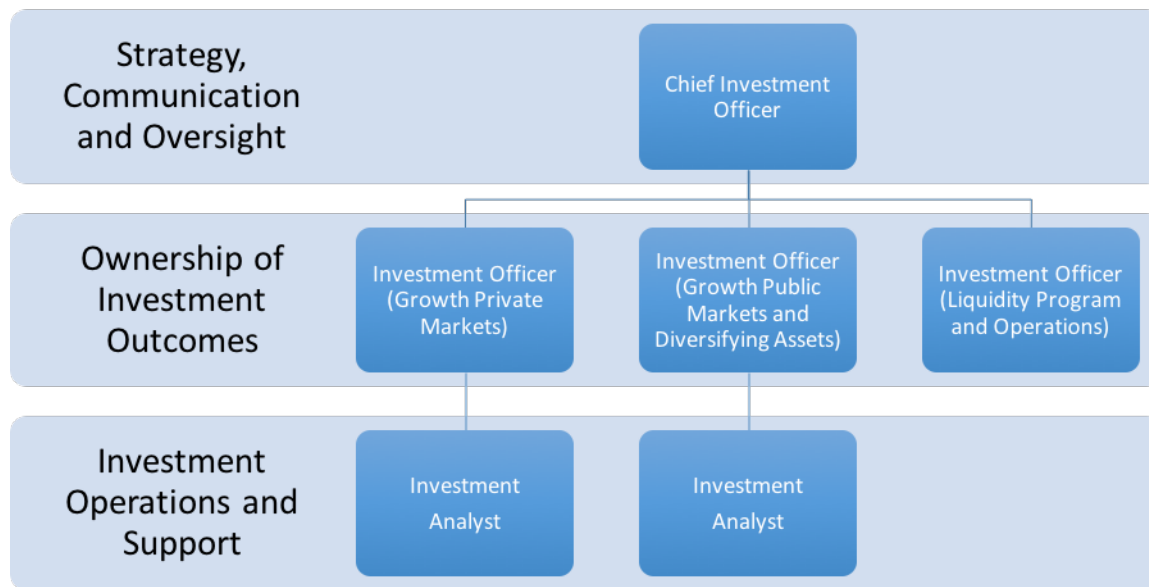 Strategy,
Communication
and Oversight
Chief Investment
Officer
Ownership of
Investment
Outcomes
Investment Officer
(Growth Private
Markets)
Investment Officer
(Growth Public
Markets and
Diversifying Assets)
Investment Officer
(Liquidity Program
and Operations)
Investment
Operations and
Support
Investment
Analyst
Investment
Analyst